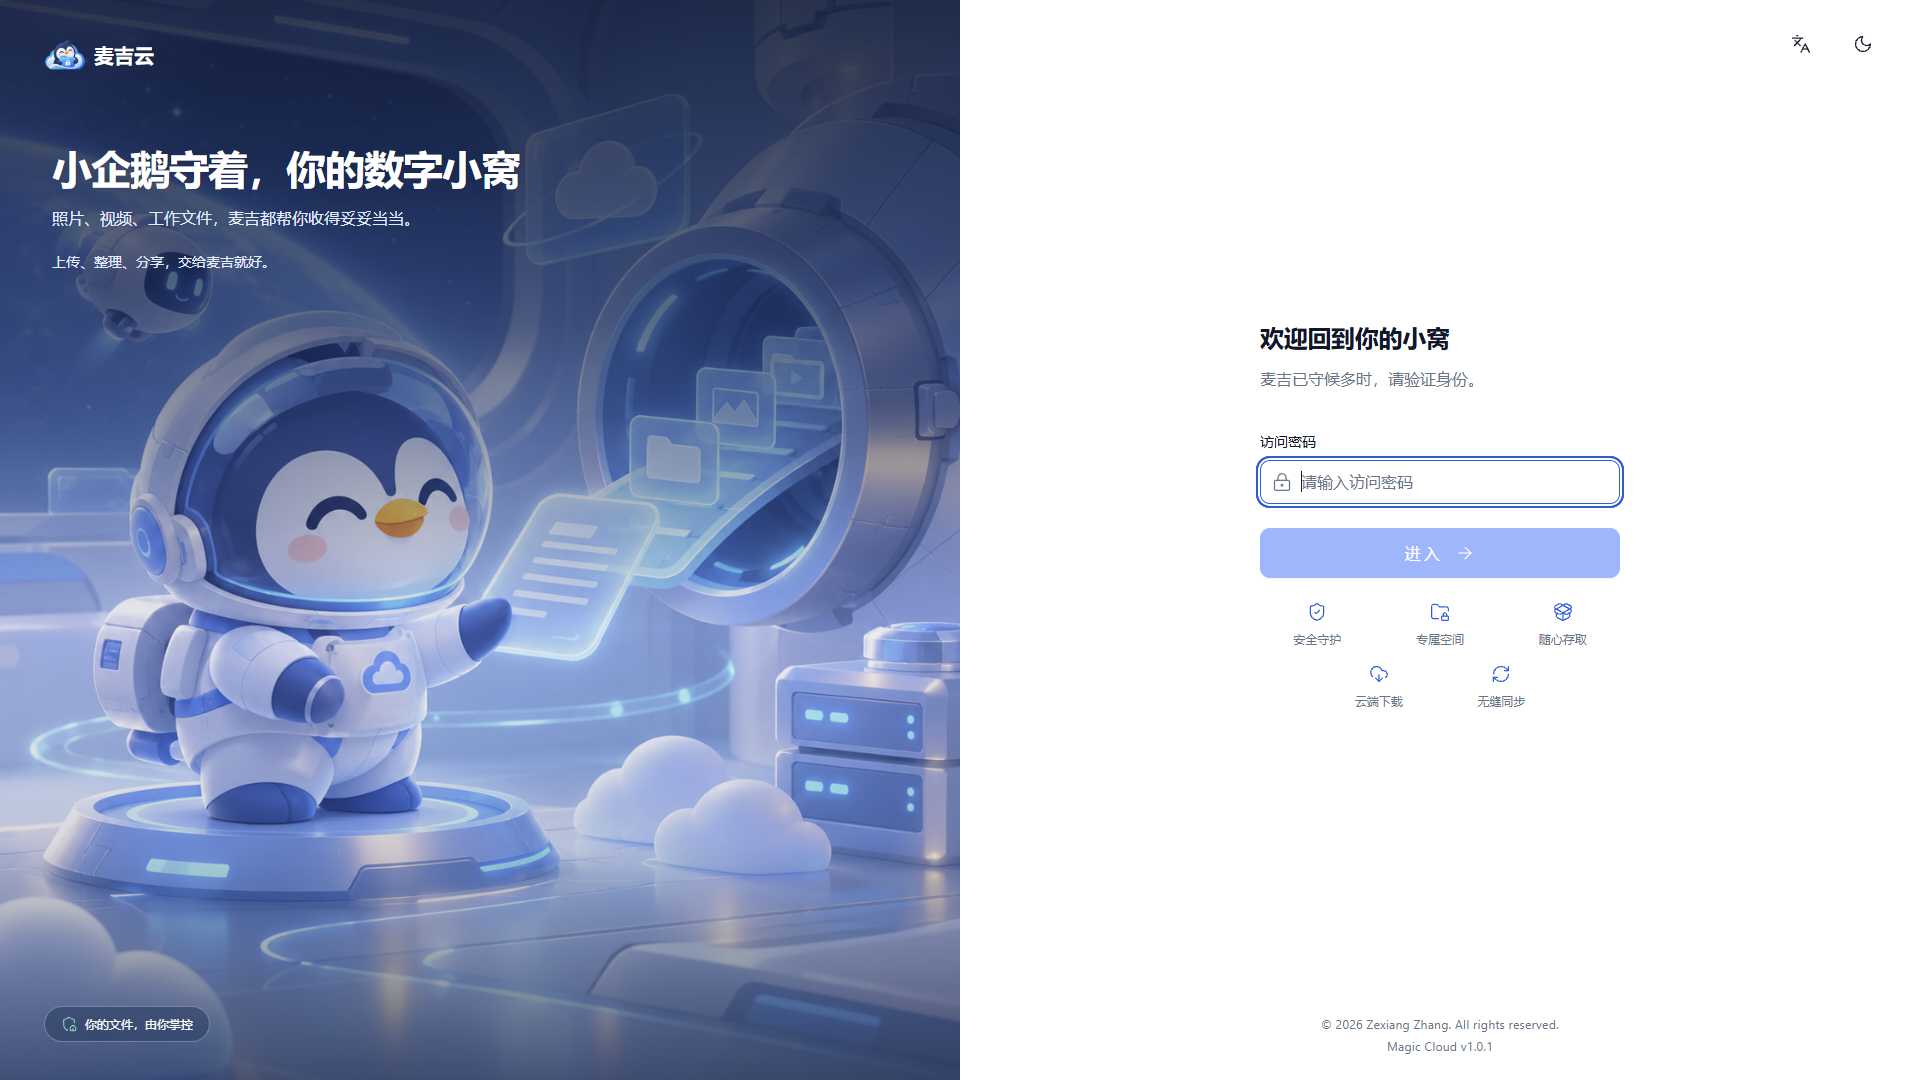 麦吉云
小企鹅守着，你的数字小窝
照片、视频、工作文件，麦吉都帮你收得妥妥当当。
上传、整理、分享，交给麦吉就好。
你的文件，由你掌控
欢迎回到你的小窝
麦吉已守候多时，请验证身份。
访问密码
请输入访问密码
进入
安全守护
专属空间
随心存取
云端下载
无缝同步
© 2026 Zexiang Zhang. All rights reserved.
Magic Cloud v1.0.1